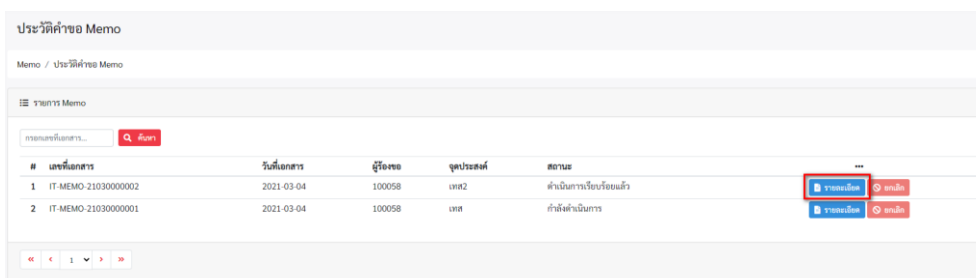 ประวัติคำขอ Memo
Memo / ประวัติคำขอ Memo
รายการ Memo
กรอกเลขที่เอกสาร... ค้นหา
# เลขที่เอกสาร วันที่เอกสาร ผู้ร้องขอ จุดประสงค์ สถานะ ...
1 IT-MEMO-21030000002 2021-03-04 100058 เทส2 ดำเนินการเรียบร้อยแล้ว รายละเอียด ยกเลิก
2 IT-MEMO-21030000001 2021-03-04 100058 เทส กำลังดำเนินการ รายละเอียด ยกเลิก
« ‹ 1 › »